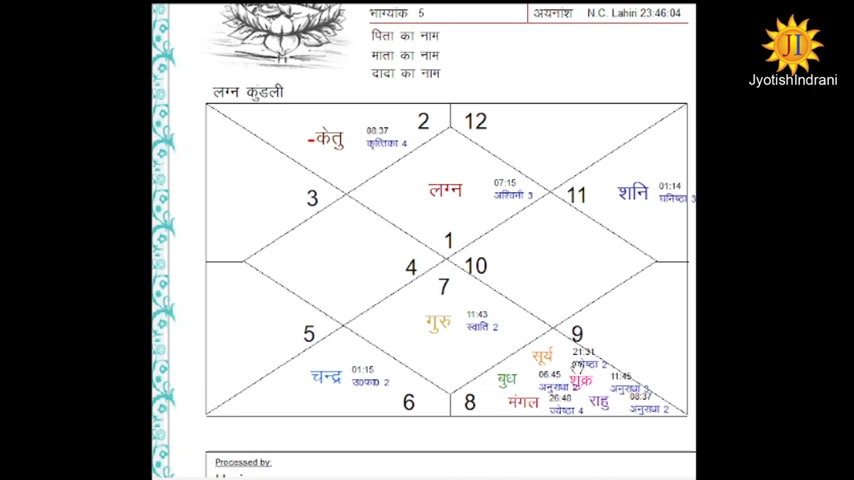 भाग्यांक 5
अयनांश N.C. Lahiri 23:46:04
JI
JyotishIndrani
पिता का नाम
माता का नाम
दादा का नाम
लग्न कुंडली
2
12
-केतु 08:37
कृत्तिका 4
लग्न 07:15
अश्विनी 3
3
11
शनि 01:14
धनिष्ठा 3
1
4
10
7
गुरु 11:43
स्वाति 2
5
9
सूर्य 21:31
ज्येष्ठा 2
चन्द्र 01:15
उ०फा० 2
बुध 06:45
अनुराधा 2
शुक्र 11:45
अनुराधा 3
6
8
मंगल 26:48
ज्येष्ठा 4
राहु 08:37
अनुराधा 2
Processed by: